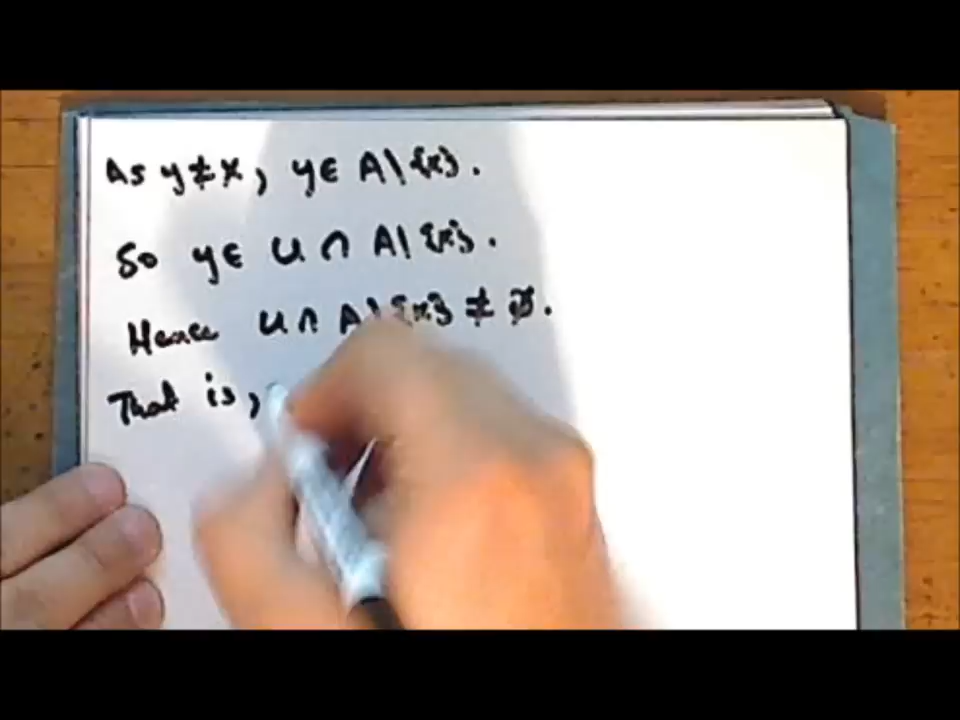 As y ≠ x, y ∈ A \ {x}.
So y ∈ U ∩ A \ {x}.
Hence U ∩ A \ {x} ≠ ∅.
That is,